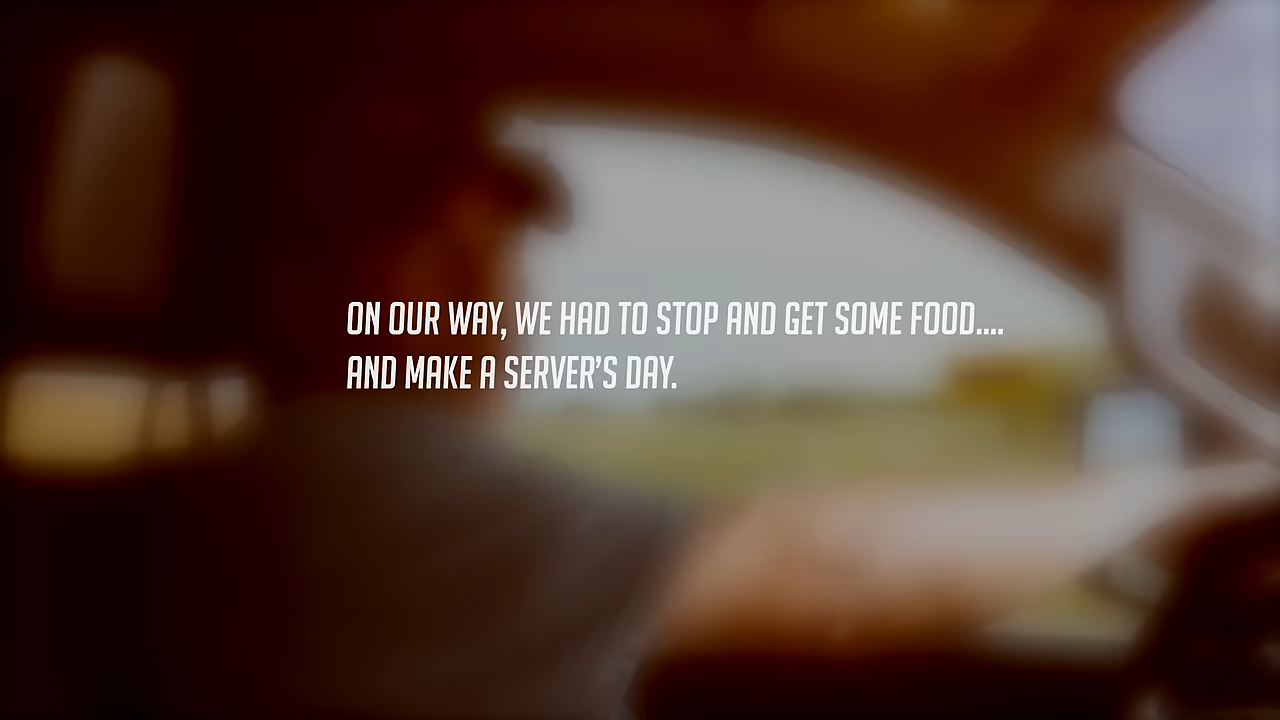 ON OUR WAY, WE HAD TO STOP AND GET SOME FOOD....
AND MAKE A SERVER’S DAY.